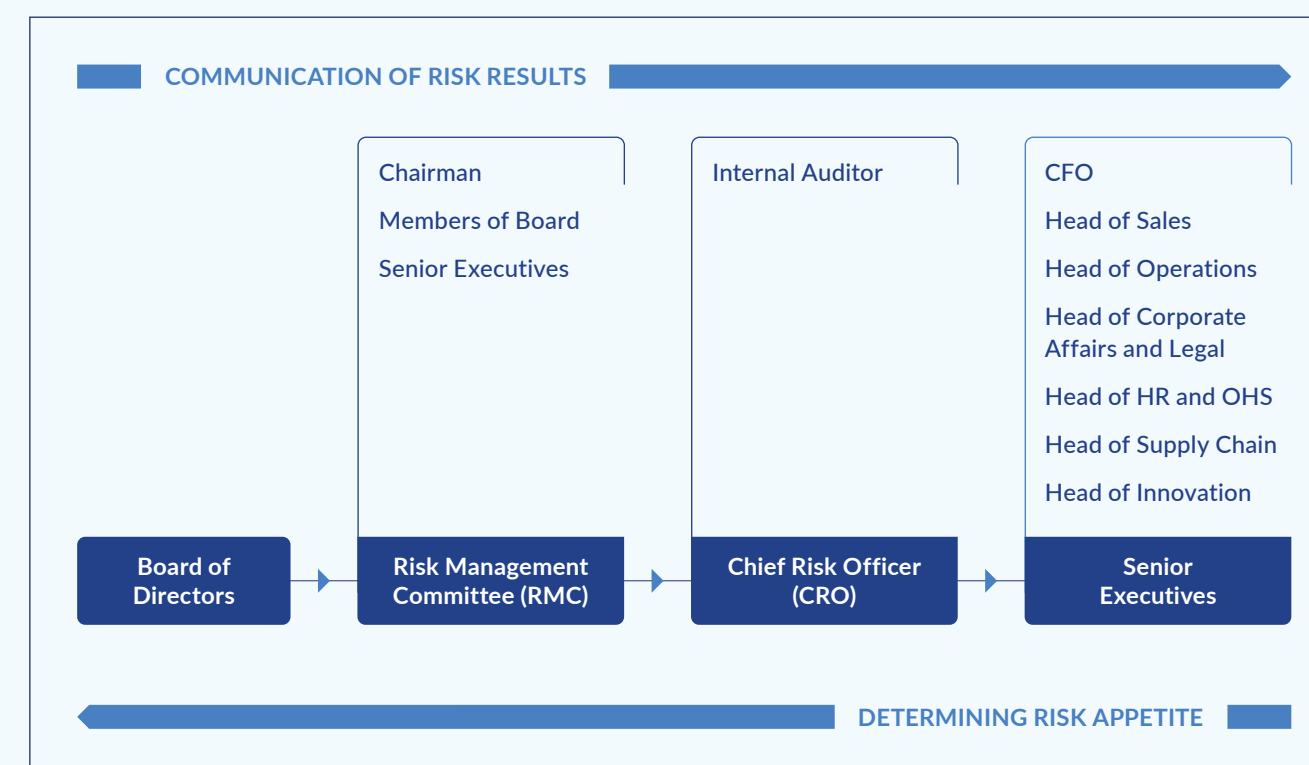 COMMUNICATION OF RISK RESULTS
Chairman
Members of Board
Senior Executives
Internal Auditor
CFO
Head of Sales
Head of Operations
Head of Corporate
Affairs and Legal
Head of HR and OHS
Head of Supply Chain
Head of Innovation
Board of
Directors
Risk Management
Committee (RMC)
Chief Risk Officer
(CRO)
Senior
Executives
DETERMINING RISK APPETITE